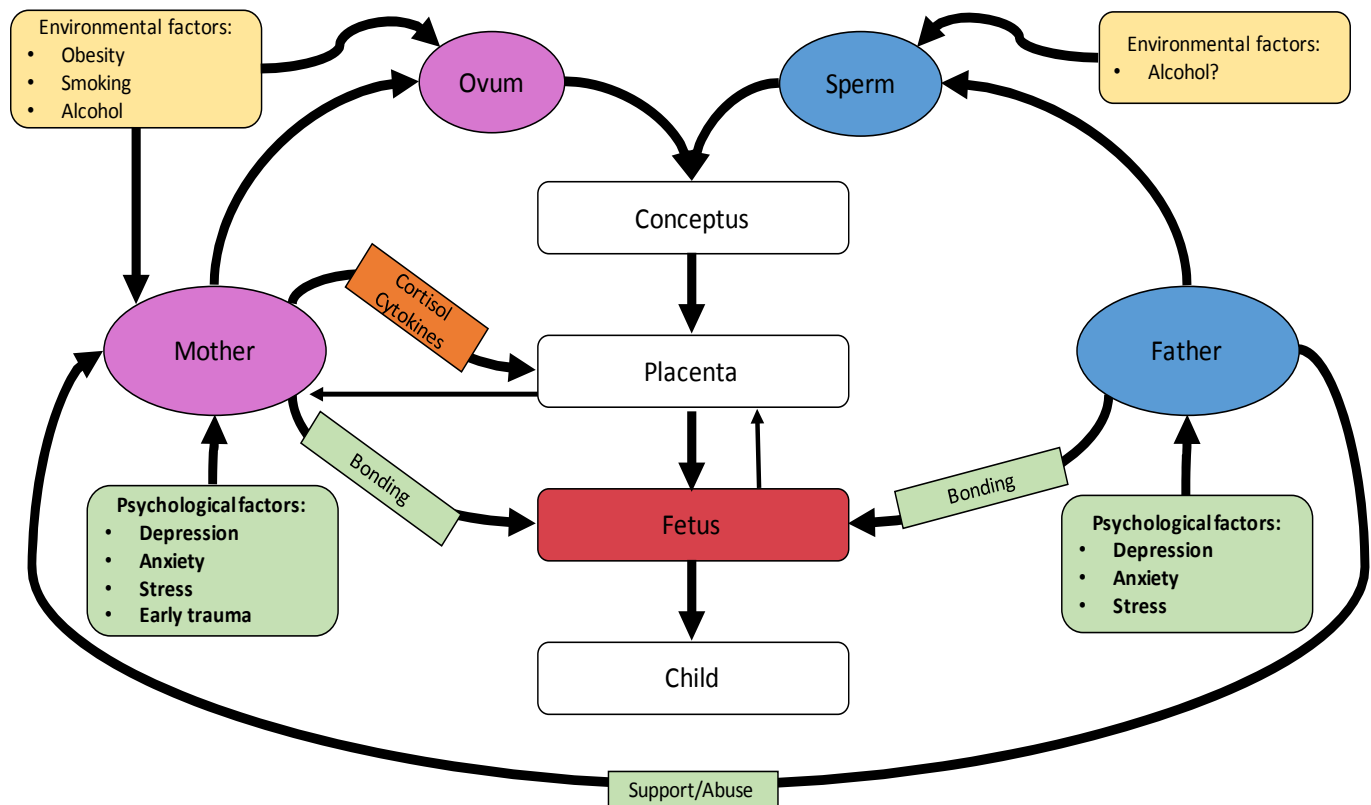 Environmental factors:
• Obesity
• Smoking
• Alcohol
Ovum
Sperm
Environmental factors:
• Alcohol?
Conceptus
Cortisol
Cytokines
Mother
Placenta
Father
Bonding
Bonding
Fetus
Psychological factors:
• Depression
• Anxiety
• Stress
• Early trauma
Psychological factors:
• Depression
• Anxiety
• Stress
Child
Support/Abuse